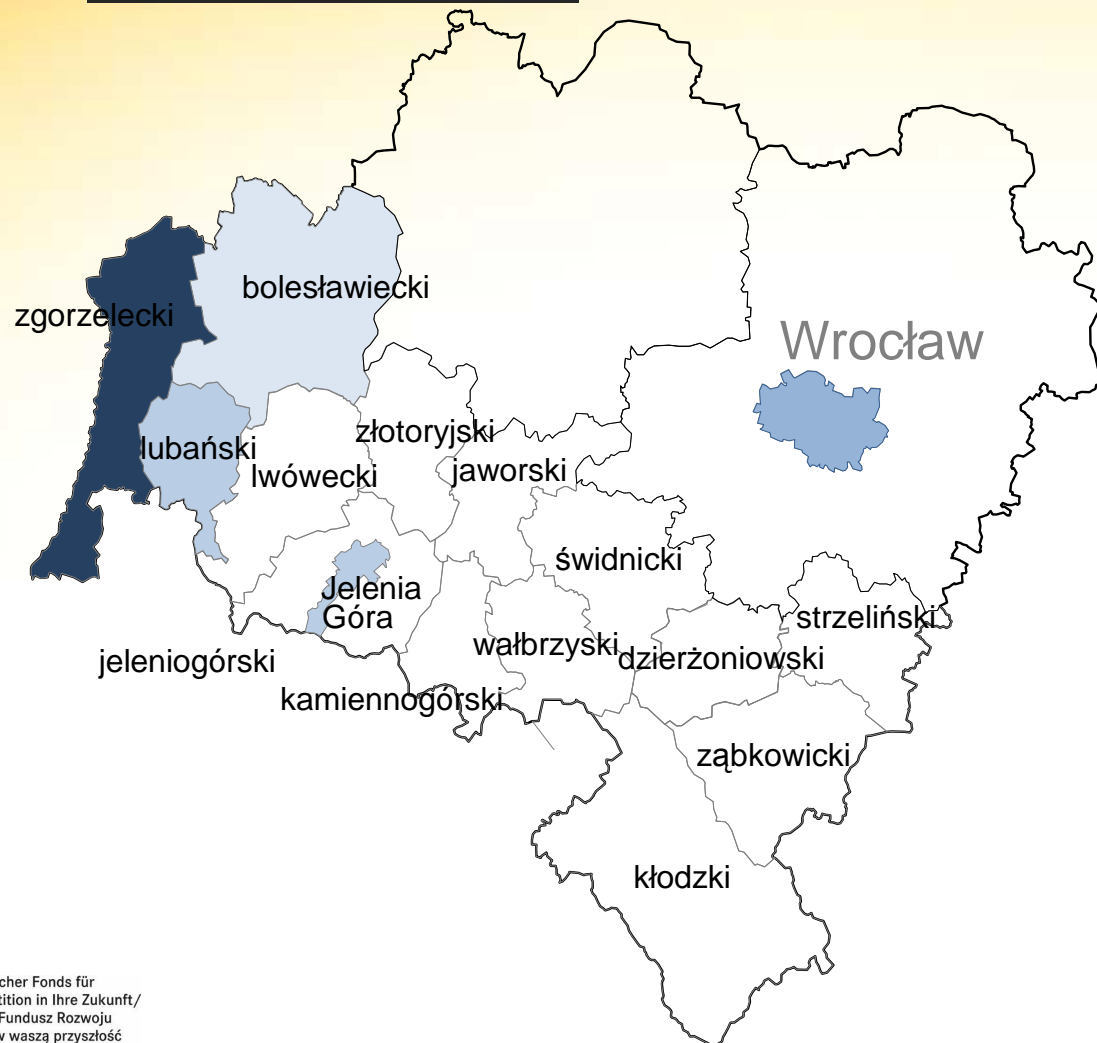 bolesławiecki
zgorzelecki
Wrocław
złotoryjski
lubański
lwówecki
jaworski
świdnicki
Jelenia
Góra
strzeliński
wałbrzyski
dzierżoniowski
jeleniogórski
kamiennogórski
ząbkowicki
kłodzki
cher Fonds für
tition in Ihre Zukunft/
Fundusz Rozwoju
w waszą przyszłość